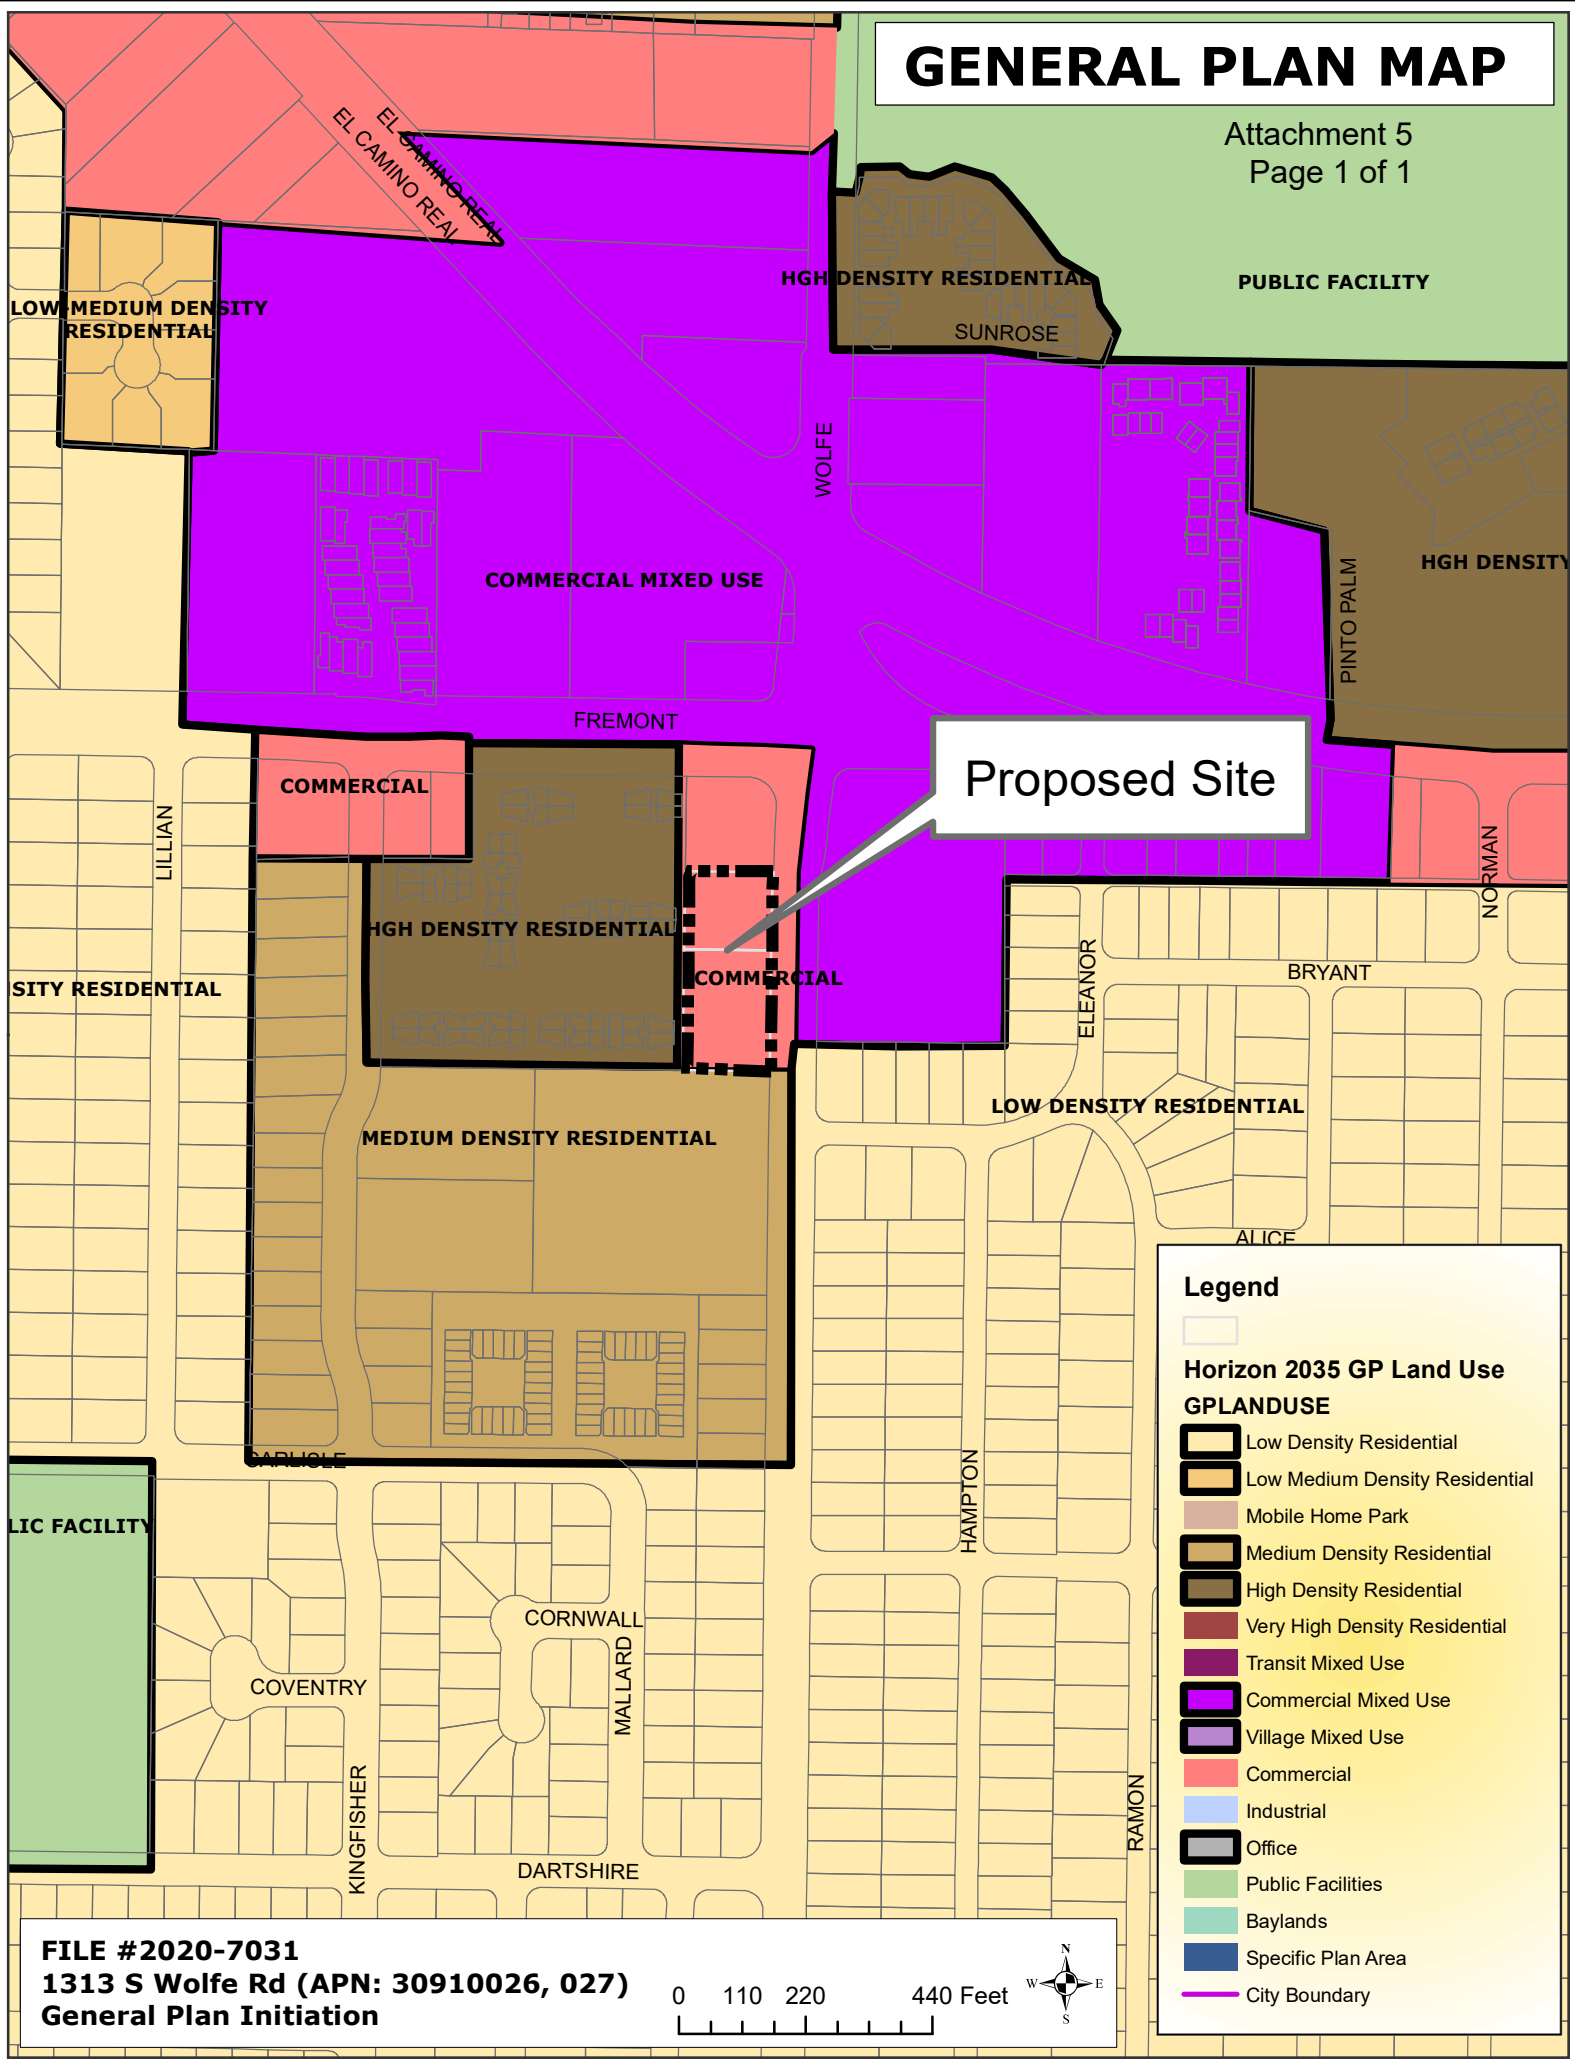 GENERAL PLAN MAP
Attachment 5
Page 1 of 1
EL CAMINO REAL
EL CAMINO REAL
HGH DENSITY RESIDENTIAL
PUBLIC FACILITY
LOW-MEDIUM DENSITY
RESIDENTIAL
SUNROSE
WOLFE
COMMERCIAL MIXED USE
HGH DENSITY
PINTO PALM
FREMONT
Proposed Site
COMMERCIAL
LILLIAN
NORMAN
HGH DENSITY RESIDENTIAL
COMMERCIAL
ELEANOR
BRYANT
SITY RESIDENTIAL
LOW DENSITY RESIDENTIAL
MEDIUM DENSITY RESIDENTIAL
ALICE
CARLISLE
LIC FACILITY
HAMPTON
CORNWALL
MALLARD
COVENTRY
KINGFISHER
DARTSHIRE
RAMON
Legend
Horizon 2035 GP Land Use
GPLANDUSE
Low Density Residential
Low Medium Density Residential
Mobile Home Park
Medium Density Residential
High Density Residential
Very High Density Residential
Transit Mixed Use
Commercial Mixed Use
Village Mixed Use
Commercial
Industrial
Office
Public Facilities
Baylands
Specific Plan Area
City Boundary
FILE #2020-7031
1313 S Wolfe Rd (APN: 30910026, 027)
General Plan Initiation
0 110 220 440 Feet
N
W E
S